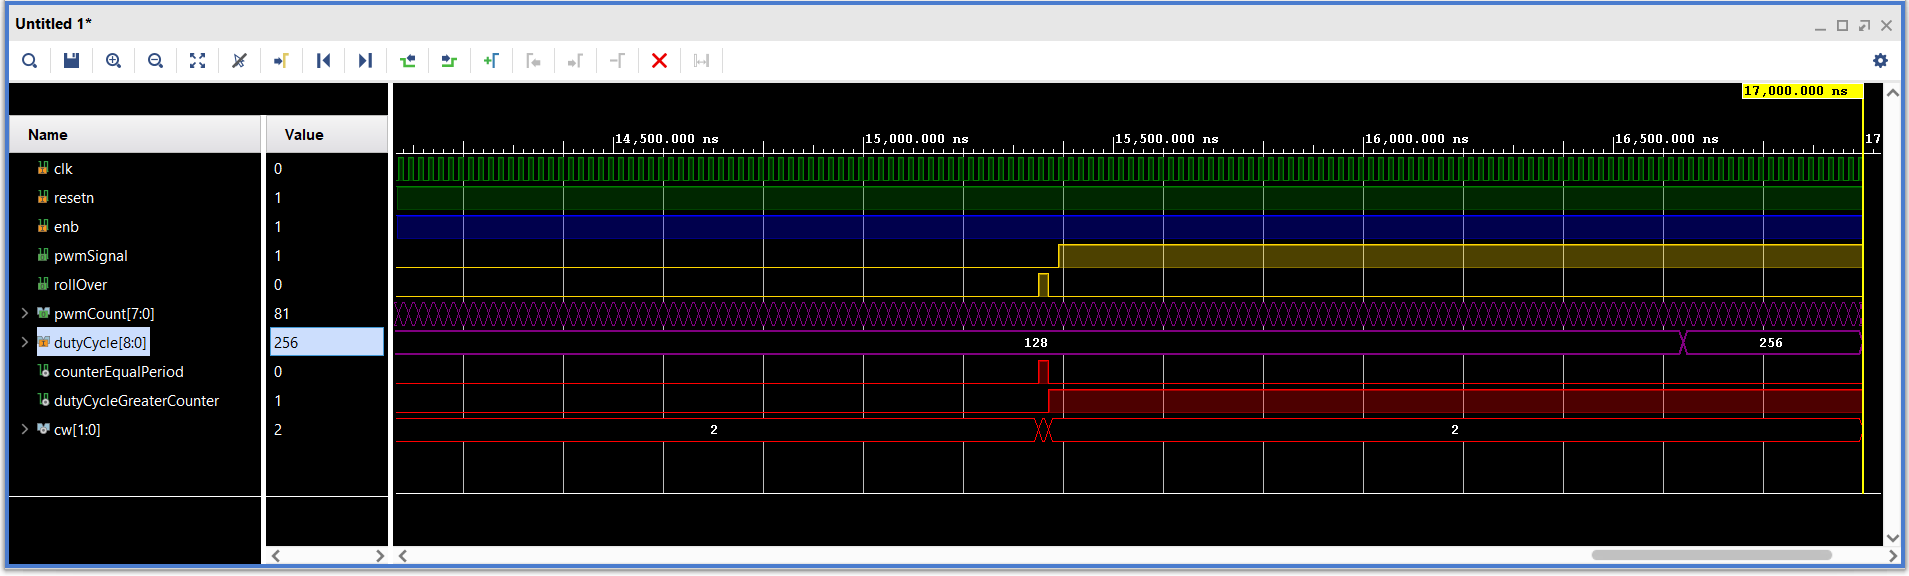 Untitled 1*
17,000.000 ns
Name Value
14,500.000 ns 15,000.000 ns 15,500.000 ns 16,000.000 ns 16,500.000 ns 17
clk 0
resetn 1
enb 1
pwmSignal 1
rollOver 0
pwmCount[7:0] 81
dutyCycle[8:0] 256 128 256
counterEqualPeriod 0
dutyCycleGreaterCounter 1
cw[1:0] 2 2 2